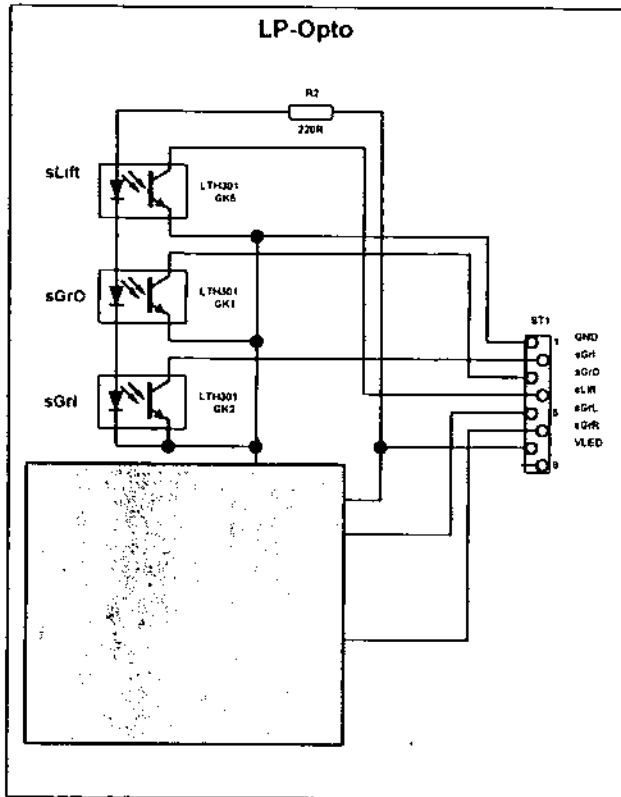 LP-Opto
R2
220R
sLift
LTH301
GK5
sGrO
LTH301
GK1
sGrI
LTH301
GK2
ST1
1
GND
sGrI
sGrO
sLift
5
sGrL
sGrR
VLED
8